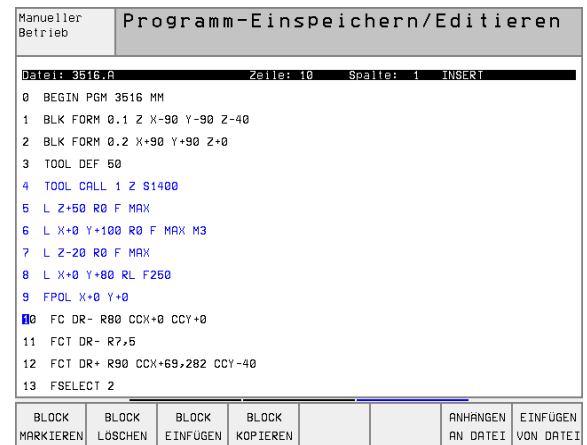 Manueller
Betrieb
Programm-Einspeichern/Editieren
Datei: 3516.A Zeile: 10 Spalte: 1 INSERT
0 BEGIN PGM 3516 MM
1 BLK FORM 0.1 Z X-90 Y-90 Z-40
2 BLK FORM 0.2 X+90 Y+90 Z+0
3 TOOL DEF 50
4 TOOL CALL 1 Z S1400
5 L Z+50 R0 F MAX
6 L X+0 Y+100 R0 F MAX M3
7 L Z-20 R0 F MAX
8 L X+0 Y+80 RL F250
9 FPOL X+0 Y+0
10 FC DR- R80 CCX+0 CCY+0
11 FCT DR- R7,5
12 FCT DR+ R90 CCX+69,282 CCY-40
13 FSELECT 2
BLOCK MARKIEREN
BLOCK LÖSCHEN
BLOCK EINFÜGEN
BLOCK KOPIEREN
ANHÄNGEN AN DATEI
EINFÜGEN VON DATEI